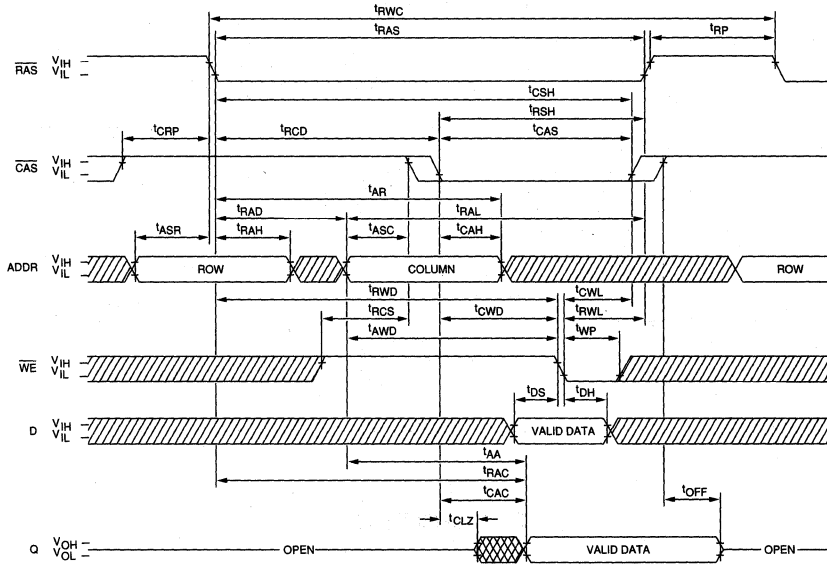 tRWC
tRAS
tRP
RAS
VIH
VIL
tCSH
tRSH
tCRP
tRCD
tCAS
CAS
VIH
VIL
tAR
tRAD
tRAL
tASR
tRAH
tASC
tCAH
ADDR
VIH
VIL
ROW
COLUMN
ROW
tRWD
tCWL
tRCS
tCWD
tRWL
tAWD
tWP
WE
VIH
VIL
tDS
tDH
D
VIH
VIL
VALID DATA
tAA
tRAC
tCAC
tOFF
tCLZ
Q
VOH
VOL
OPEN
VALID DATA
OPEN